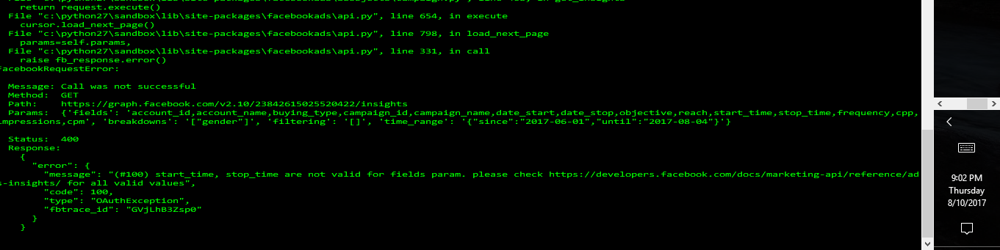 return request.execute()
File "c:\python27\sandbox\lib\site-packages\facebookads\api.py", line 654, in execute
cursor.load_next_page()
File "c:\python27\sandbox\lib\site-packages\facebookads\api.py", line 798, in load_next_page
params=self.params,
File "c:\python27\sandbox\lib\site-packages\facebookads\api.py", line 331, in call
raise fb_response.error()
FacebookRequestError:
Message: Call was not successful
Method:  GET
Path:    https://graph.facebook.com/v2.10/23842615025520422/insights
Params:  {'fields': 'account_id,account_name,buying_type,campaign_id,campaign_name,date_start,date_stop,objective,reach,start_time,stop_time,frequency,cpp,
impressions,cpm', 'breakdowns': '["gender"]', 'filtering': '[]', 'time_range': '{"since":"2017-06-01","until":"2017-08-04"}'}
Status:  400
Response:
{
"error": {
"message": "(#100) start_time, stop_time are not valid for fields param. please check https://developers.facebook.com/docs/marketing-api/reference/ad
s-insights/ for all valid values",
"code": 100,
"type": "OAuthException",
"fbtrace_id": "GVjLhB3Zsp0"
}
}
9:02 PM
Thursday
8/10/2017